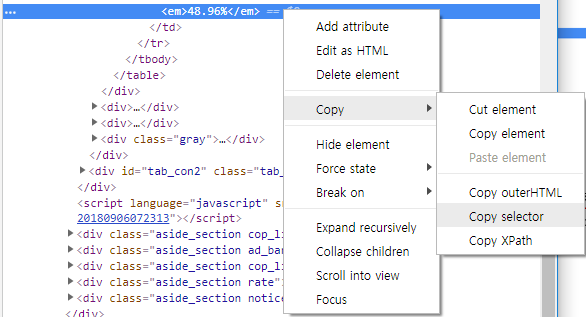 ... <em>48.96%</em> ==
</td>
</tr>
</tbody>
</table>
</div>
<div>…</div>
<div>…</div>
<div class="gray">…</div>
</div>
<div id="tab_con2" class="tab_
</div>
<script language="javascript" s
20180906072313"></script>
<div class="aside_section cop_li
<div class="aside_section ad_ba
<div class="aside_section cop_li
<div class="aside_section rate"
<div class="aside_section notice
</div>
Add attribute
Edit as HTML
Delete element
Copy
Hide element
Force state
Break on
Expand recursively
Collapse children
Scroll into view
Focus
Cut element
Copy element
Paste element
Copy outerHTML
Copy selector
Copy XPath